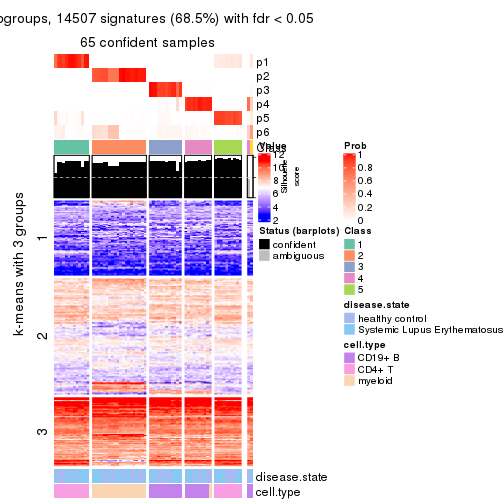 ogroups, 14507 signatures (68.5%) with fdr < 0.05
65 confident samples
p1
p2
p3
p4
p5
p6
Class
Value
12
10
8
6
4
2
Silhouette
score
Prob
1
0.8
0.6
0.4
0.2
0
Status (barplots)
confident
ambiguous
Class
1
2
3
4
5
disease.state
healthy control
Systemic Lupus Erythematosus
cell.type
CD19+ B
CD4+ T
myeloid
k-means with 3 groups
1
2
3
disease.state
cell.type